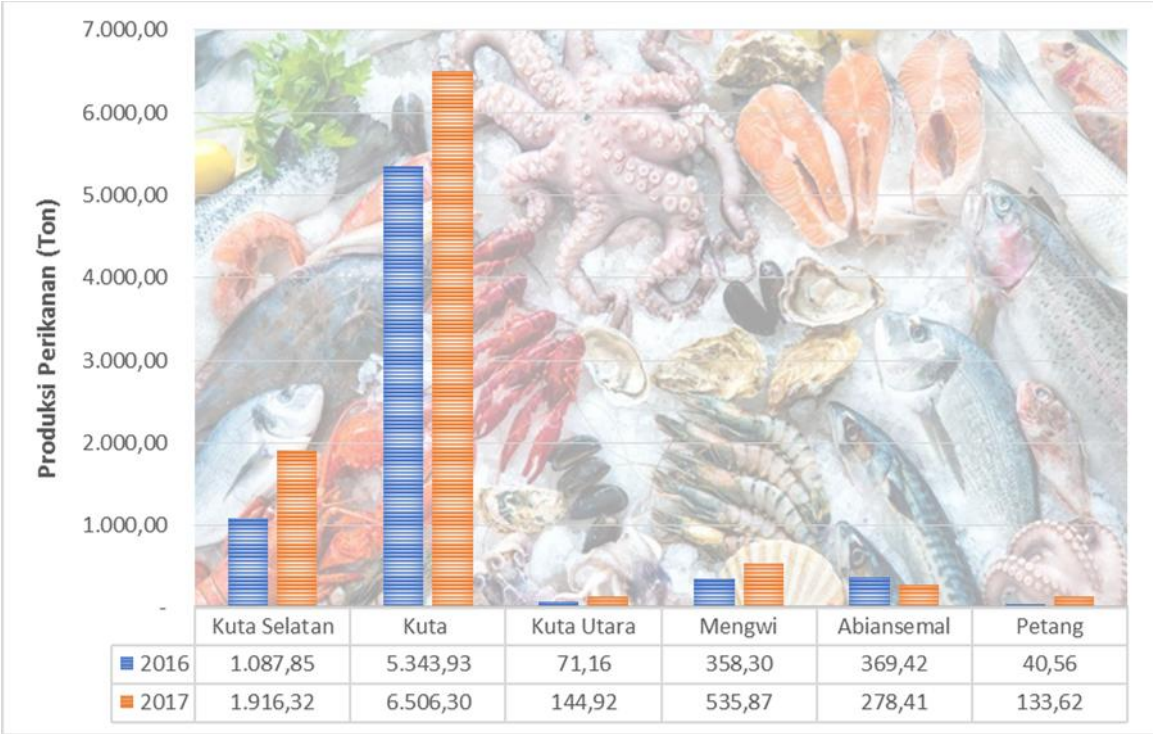 Produksi Perikanan (Ton)
7.000,00
6.000,00
5.000,00
4.000,00
3.000,00
2.000,00
1.000,00
-
Kuta Selatan Kuta Kuta Utara Mengwi Abiansemal Petang
2016 1.087,85 5.343,93 71,16 358,30 369,42 40,56
2017 1.916,32 6.506,30 144,92 535,87 278,41 133,62